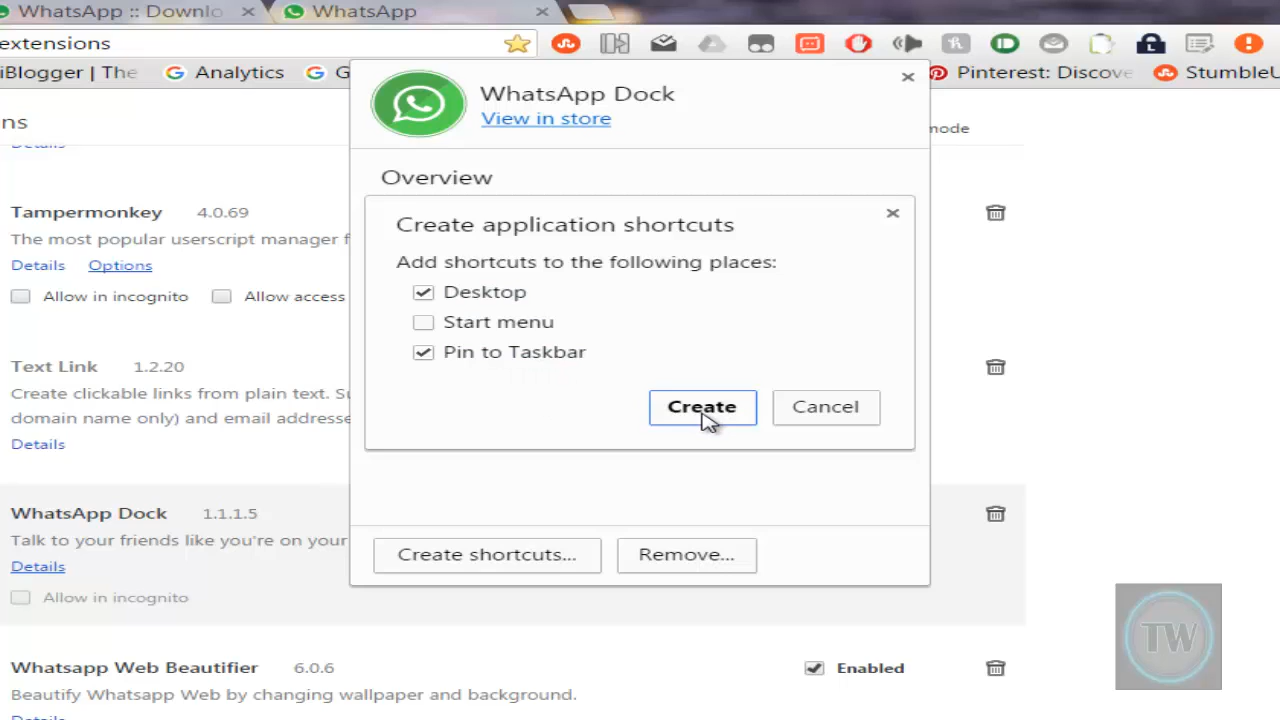 WhatsApp :: Downlo
WhatsApp
extensions
iBlogger | The
Analytics
G
Pinterest: Discove
StumbleU
WhatsApp Dock
View in store
ns
mode
Details
Overview
Tampermonkey 4.0.69
The most popular userscript manager f
Details Options
Allow in incognito Allow access
Create application shortcuts
Add shortcuts to the following places:
Desktop
Start menu
Pin to Taskbar
Create Cancel
Text Link 1.2.20
Create clickable links from plain text. Su
domain name only) and email addresse
Details
WhatsApp Dock 1.1.1.5
Talk to your friends like you're on your
Details
Allow in incognito
Create shortcuts... Remove...
Whatsapp Web Beautifier 6.0.6 Enabled
Beautify Whatsapp Web by changing wallpaper and background.
Details
TW